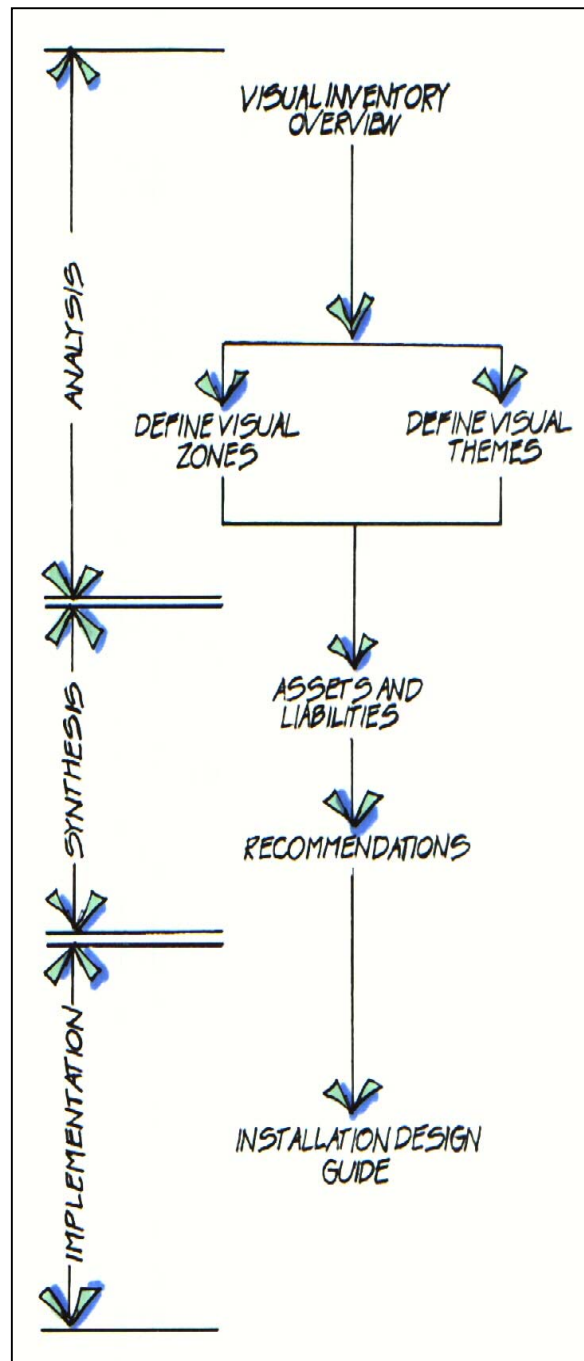 VISUAL INVENTORY
OVERVIEW
ANALYSIS
DEFINE VISUAL
ZONES
DEFINE VISUAL
THEMES
ASSETS AND
LIABILITIES
SYNTHESIS
RECOMMENDATIONS
IMPLEMENTATION
INSTALLATION DESIGN
GUIDE